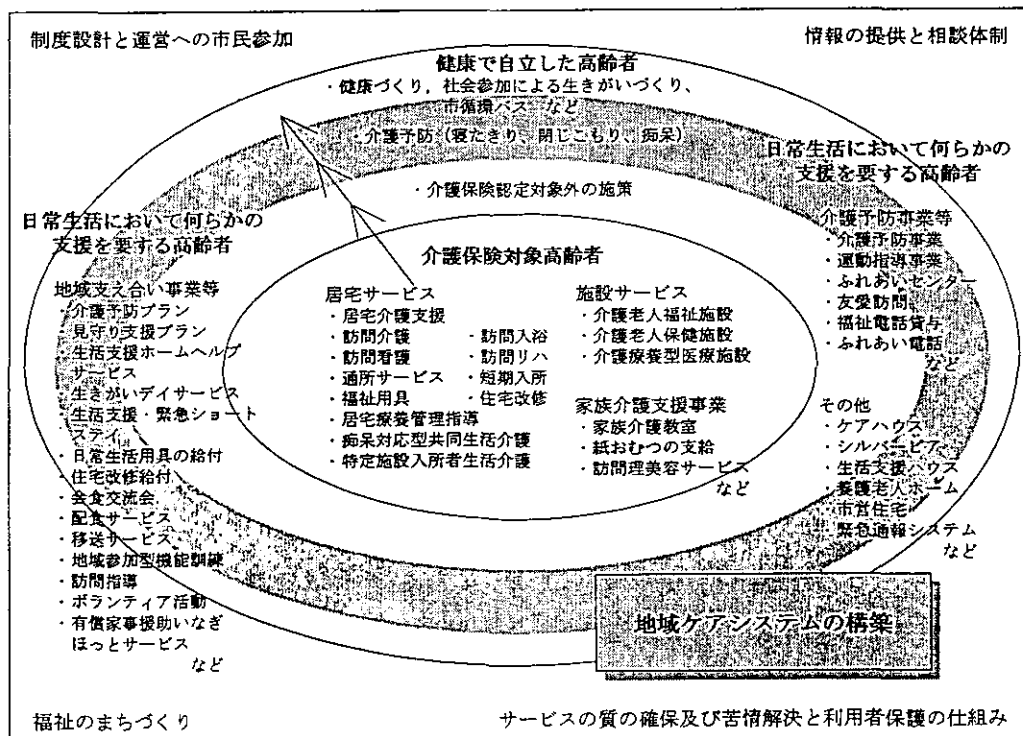 制度設計と運営への市民参加
情報の提供と相談体制
健康で自立した高齢者
・健康づくり，社会参加による生きがいづくり、
市循環バス　など
・介護予防（寝たきり、閉じこもり、痴呆）
日常生活において何らかの
支援を要する高齢者
・介護保険認定対象外の施策
日常生活において何らかの
支援を要する高齢者
地域支え合い事業等
・介護予防プラン
・見守り支援プラン
・生活支援ホームヘルプ
サービス
生きがいデイサービス
・生活支援・緊急ショート
ステイ
・日常生活用具の給付
・住宅改修給付
・会食交流会
・配食サービス
・移送サービス
・地域参加型機能訓練
・訪問指導
・ボランティア活動
・有償家事援助いなぎ
ほっとサービス
など
介護保険対象高齢者
居宅サービス
・居宅介護支援
・訪問介護　・訪問入浴
・訪問看護　・訪問リハ
・通所サービス　・短期入所
・福祉用具　・住宅改修
・居宅療養管理指導
・痴呆対応型共同生活介護
・特定施設入所者生活介護
施設サービス
・介護老人福祉施設
・介護老人保健施設
・介護療養型医療施設
家族介護支援事業
・家族介護教室
・紙おむつの支給
・訪問理美容サービス
など
介護予防事業等
・介護予防事業
・運動指導事業
・ふれあいセンター
・友愛訪問
・福祉電話貸与
・ふれあい電話
など
その他
・ケアハウス
・シルバーピア
・生活支援ハウス
・養護老人ホーム
・市営住宅
・緊急通報システム
など
地域ケアシステムの構築
福祉のまちづくり
サービスの質の確保及び苦情解決と利用者保護の仕組み